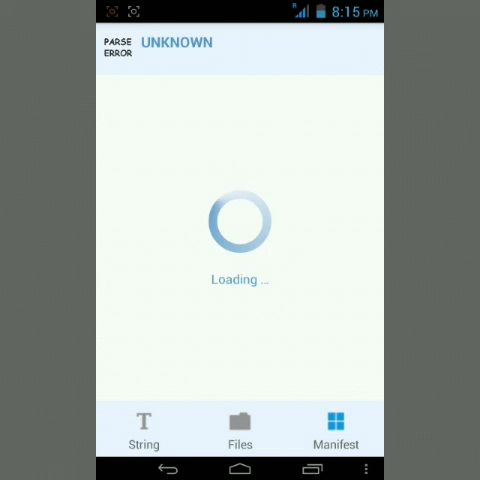 R 8:15 PM
PARSE
ERROR
UNKNOWN
Loading ...
String Files Manifest